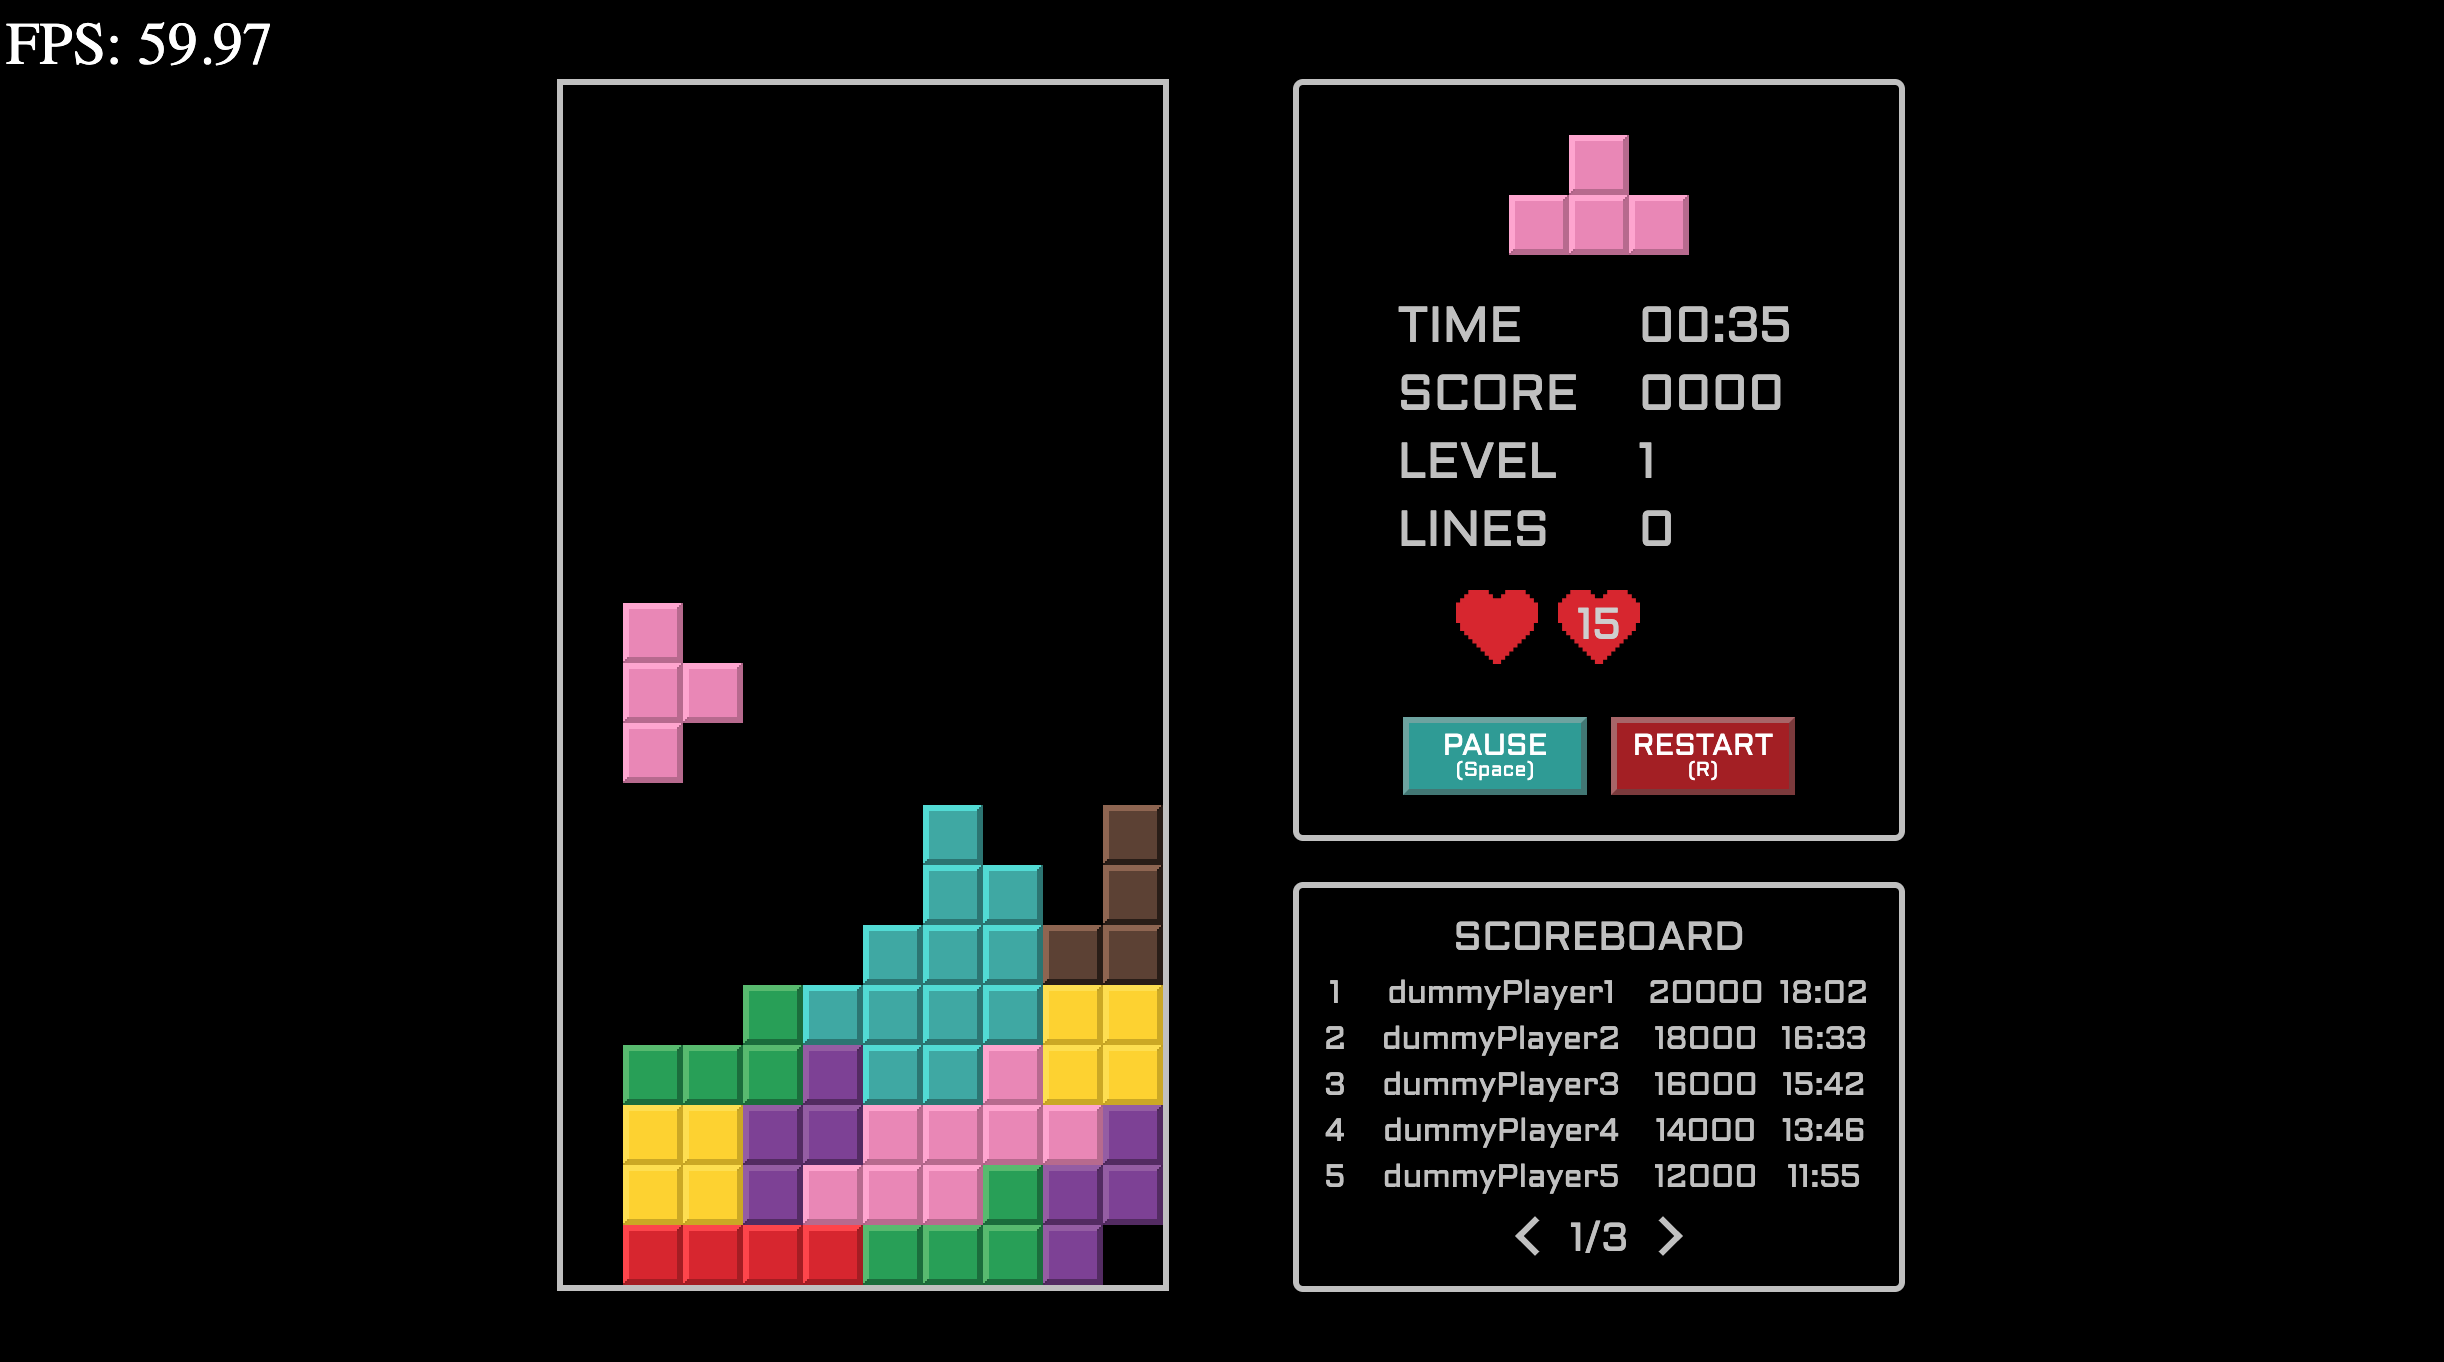 FPS: 59.97
TIME 00:35
SCORE 0000
LEVEL 1
LINES 0
15
PAUSE
(Space)
RESTART
(R)
SCOREBOARD
1 dummyPlayer1 20000 18:02
2 dummyPlayer2 18000 16:33
3 dummyPlayer3 16000 15:42
4 dummyPlayer4 14000 13:46
5 dummyPlayer5 12000 11:55
< 1/3 >